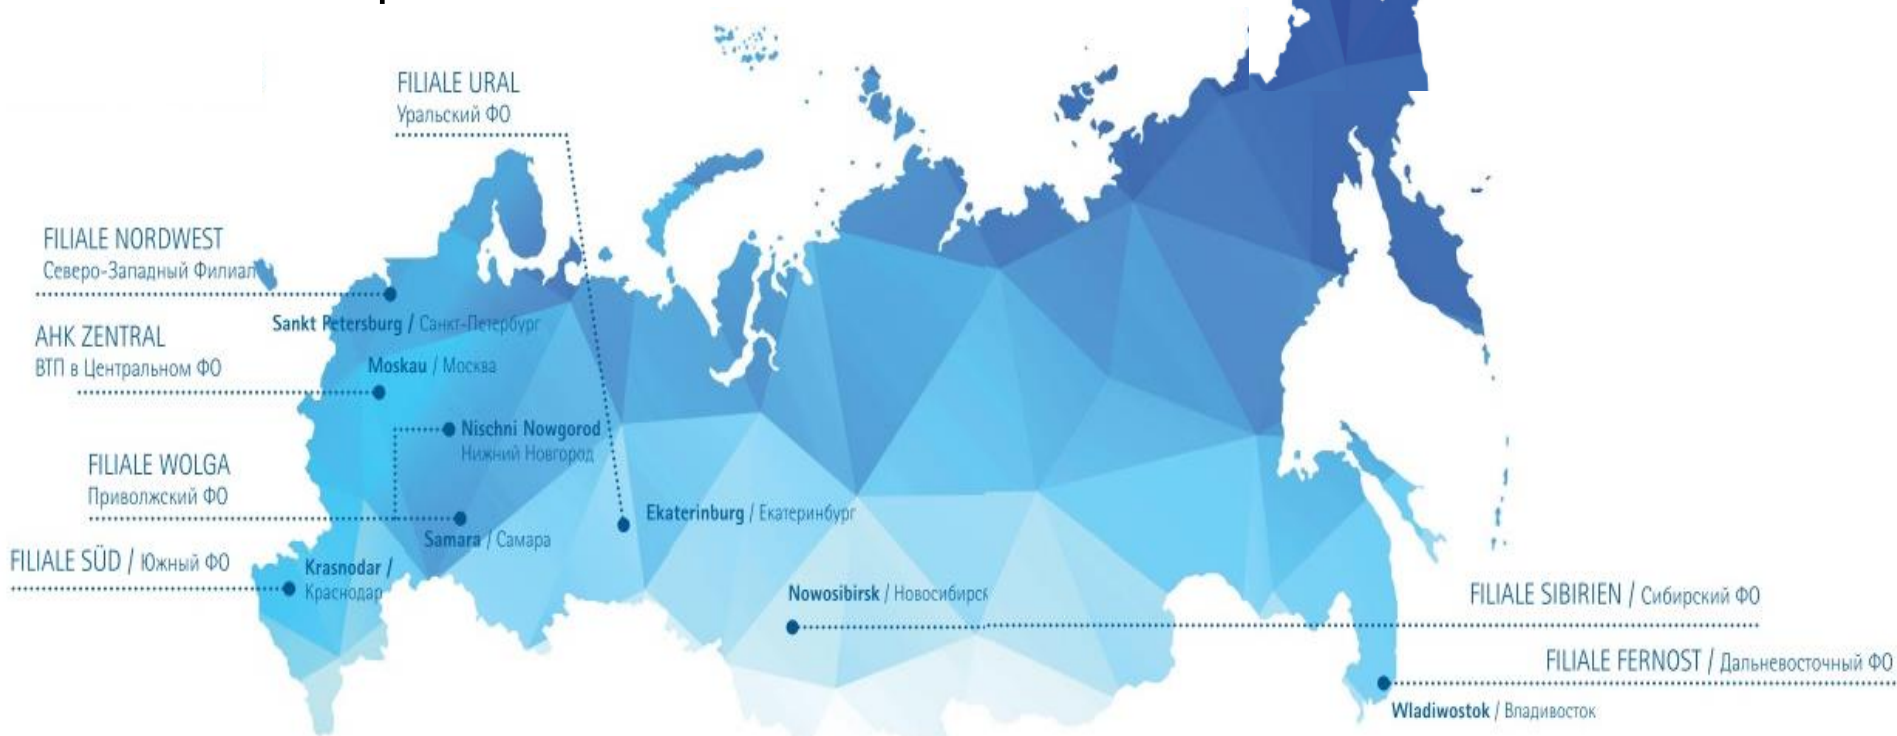 FILIALE URAL
Уральский ФО
FILIALE NORDWEST
Северо-Западный Филиал
Sankt Petersburg / Санкт-Петербург
AHK ZENTRAL
ВТП в Центральном ФО
Moskau / Москва
Nischni Nowgorod
Нижний Новгород
FILIALE WOLGA
Приволжский ФО
Ekaterinburg / Екатеринбург
Samara / Самара
FILIALE SÜD / Южный ФО
Krasnodar /
Краснодар
Nowosibirsk / Новосибирск
FILIALE SIBIRIEN / Сибирский ФО
FILIALE FERNOST / Дальневосточный ФО
Wladiwostok / Владивосток